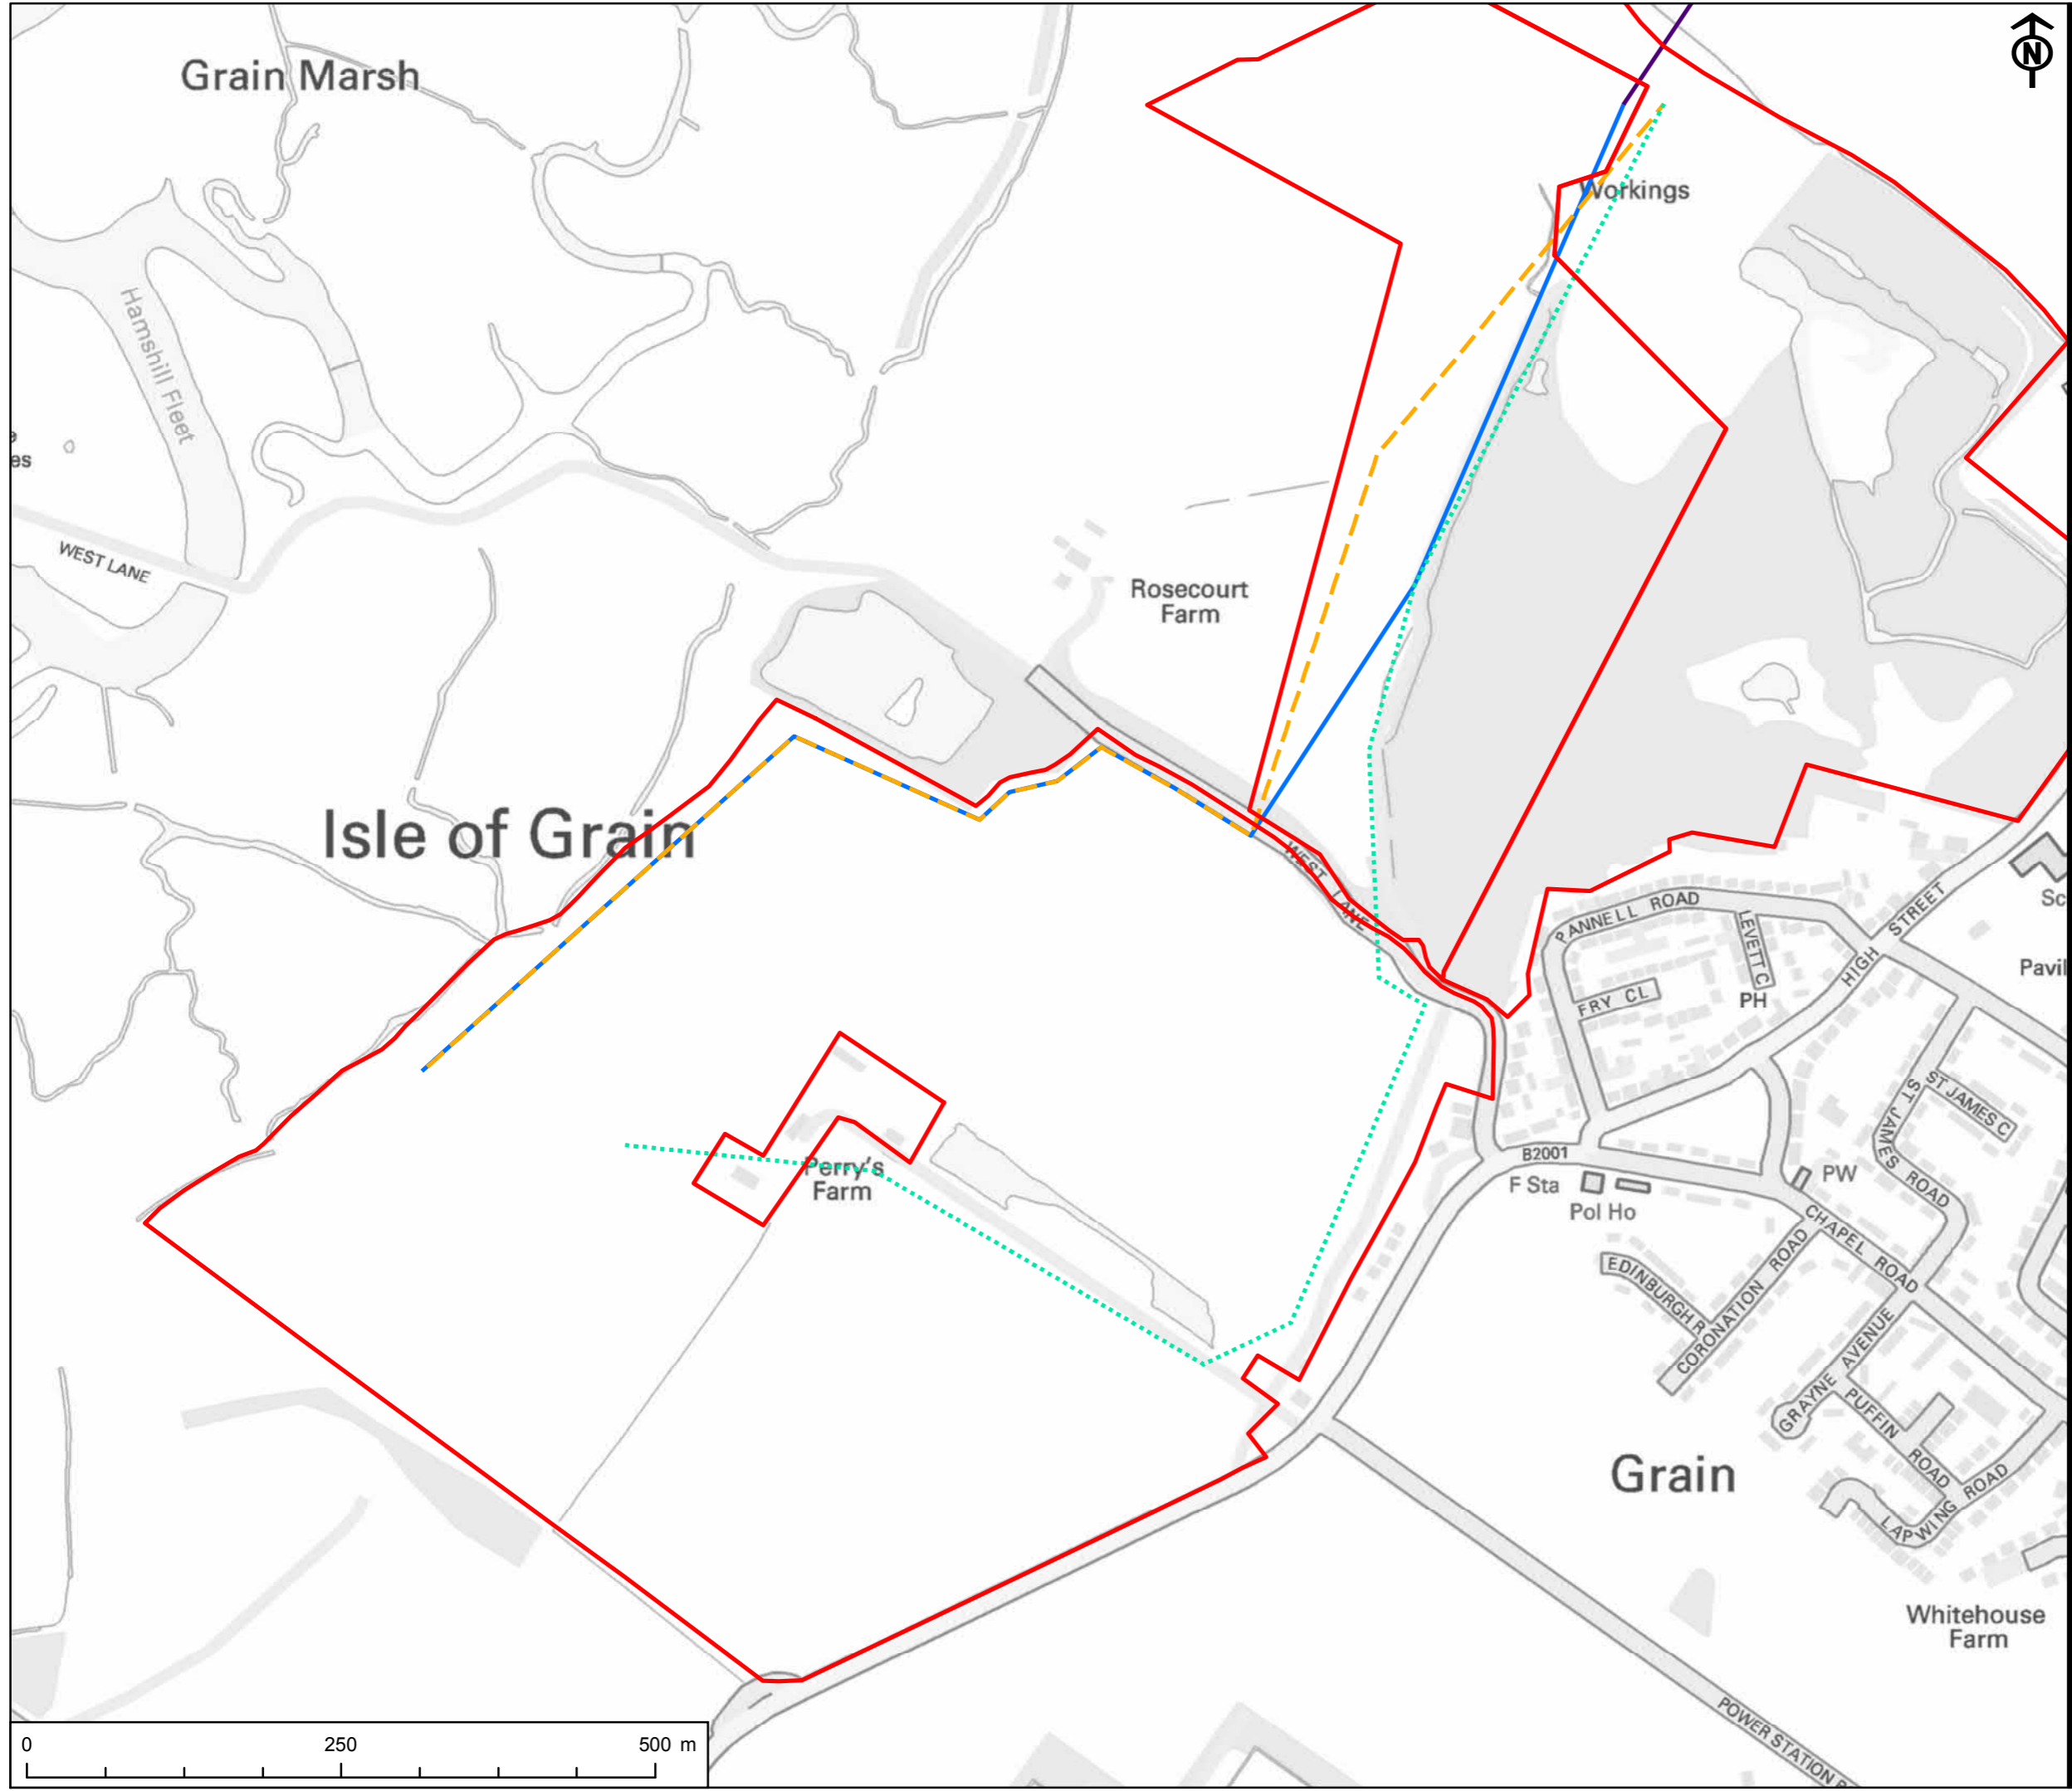 N
Grain Marsh
Workings
Hamshill Fleet
es
WEST LANE
Rosecourt
Farm
Isle of Grain
WEST LANE
PANNELL ROAD
LEVETT C
HIGH STREET
Sc
Pavil
FRY CL
PH
ST JAMES C
ST JAMES ROAD
B2001
F Sta
Pol Ho
PW
Perry's
Farm
CHAPEL ROAD
EDINBURGH R
CORONATION ROAD
GRAYNE AVENUE
PUFFIN ROAD
LAPWING ROAD
Grain
Whitehouse
Farm
POWER STATION R
0 250 500 m